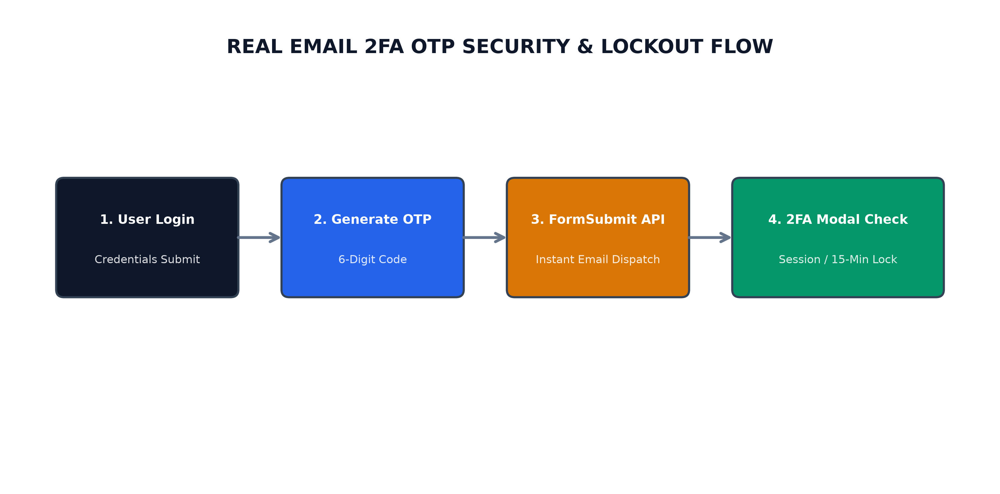 REAL EMAIL 2FA OTP SECURITY & LOCKOUT FLOW
1. User Login
Credentials Submit
2. Generate OTP
6-Digit Code
3. FormSubmit API
Instant Email Dispatch
4. 2FA Modal Check
Session / 15-Min Lock